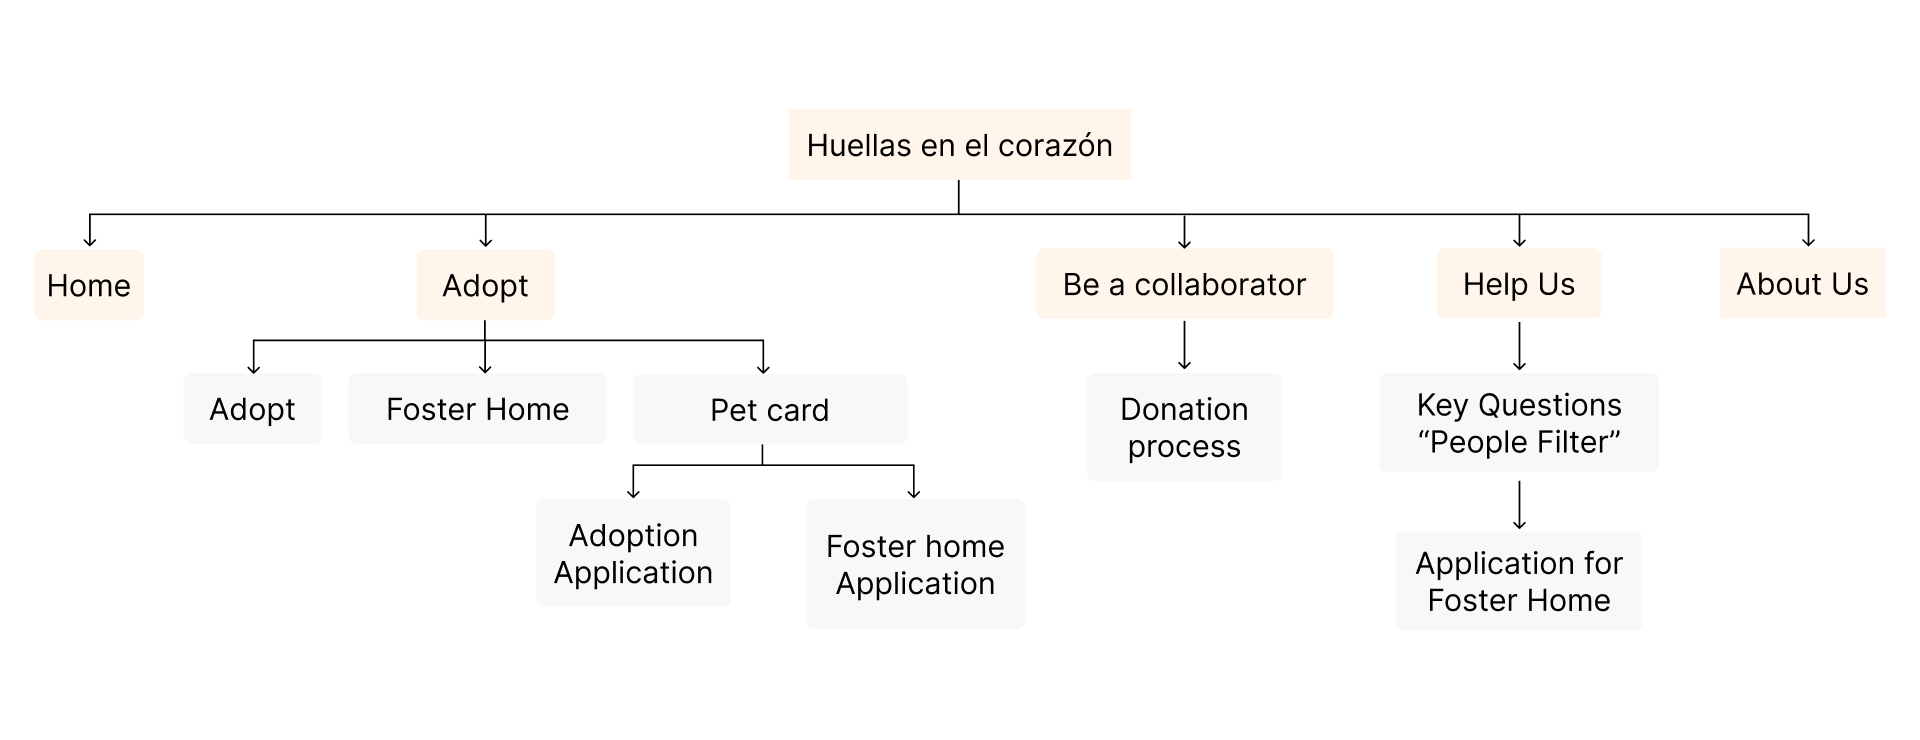 Huellas en el corazón
Home
Adopt
Be a collaborator
Help Us
About Us
Adopt
Foster Home
Pet card
Donation
process
Key Questions
“People Filter”
Adoption
Application
Foster home
Application
Application for
Foster Home